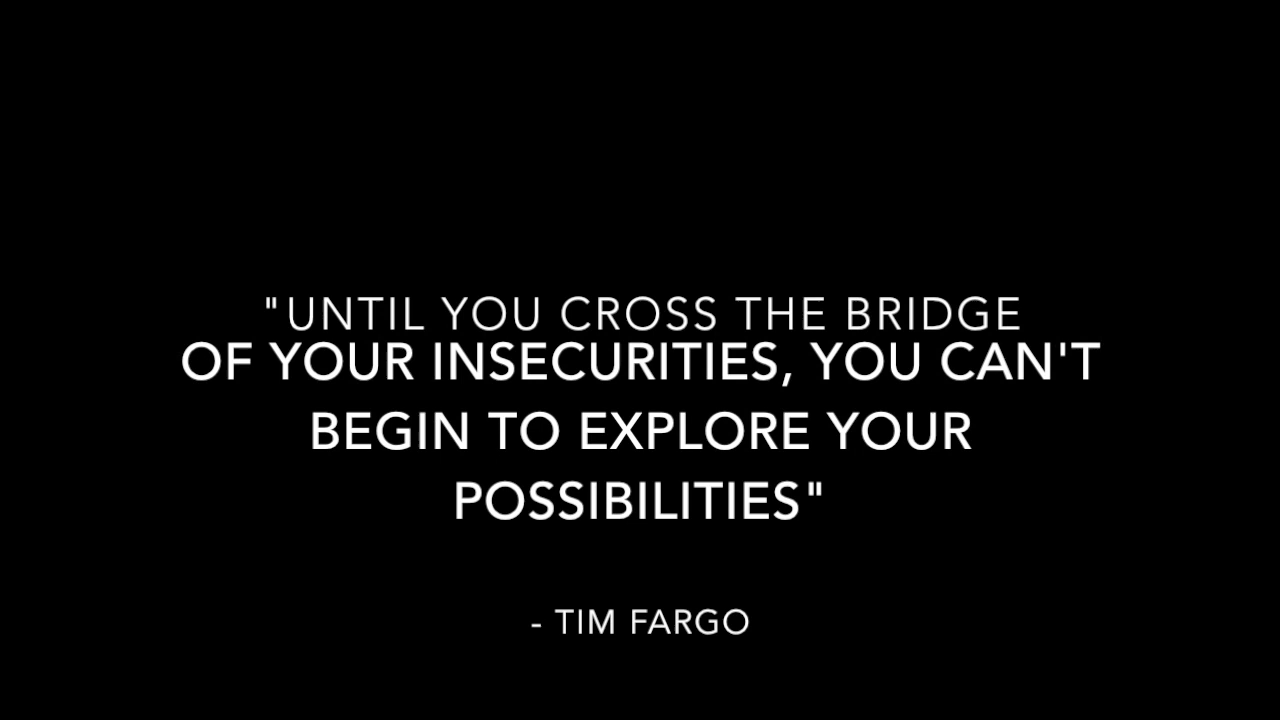 "UNTIL YOU CROSS THE BRIDGE
OF YOUR INSECURITIES, YOU CAN'T
BEGIN TO EXPLORE YOUR
POSSIBILITIES"
- TIM FARGO